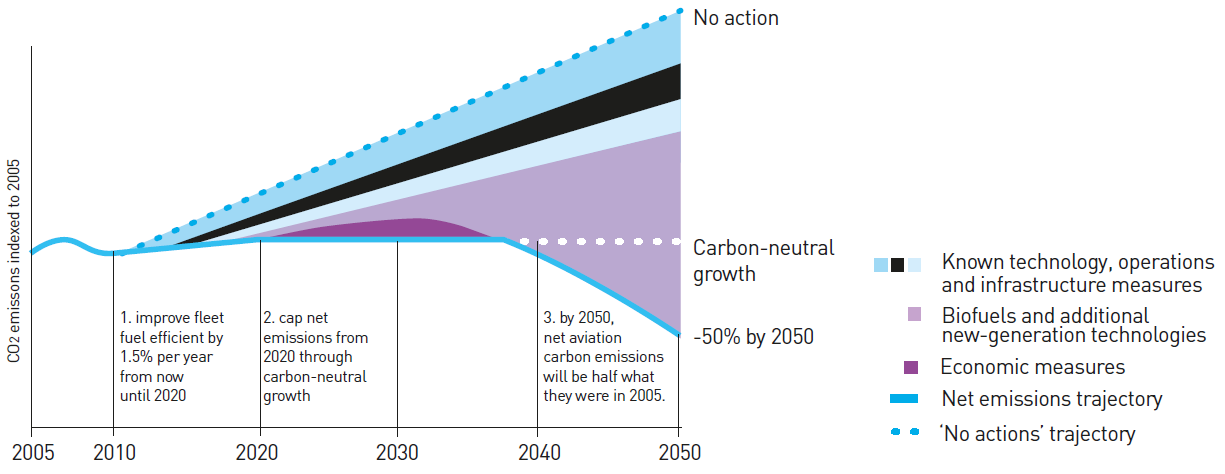 No action
CO2 emissons indexed to 2005
Carbon-neutral
growth
-50% by 2050
1. improve fleet
fuel efficient by
1.5% per year
from now
until 2020
2. cap net
emissions from
2020 through
carbon-neutral
growth
3. by 2050,
net aviation
carbon emissions
will be half what
they were in 2005.
2005
2010
2020
2030
2040
2050
Known technology, operations
and infrastructure measures
Biofuels and additional
new-generation technologies
Economic measures
Net emissions trajectory
‘No actions’ trajectory